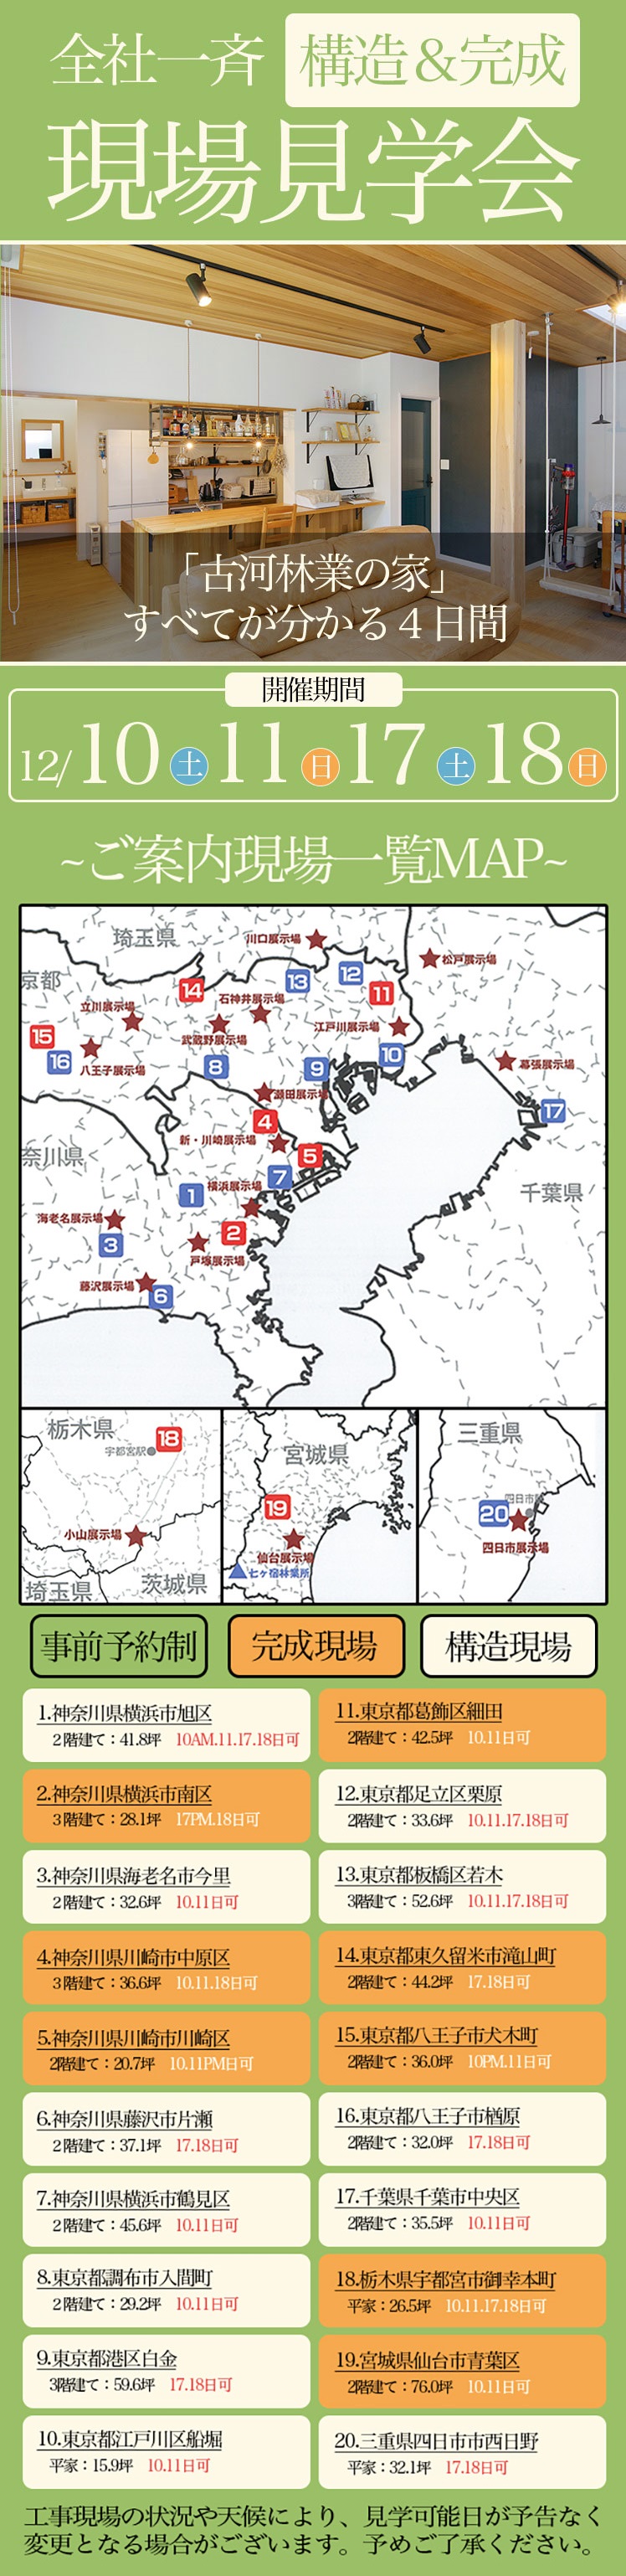 全社一斉 構造＆完成
現場見学会
「古河林業の家」
すべてが分かる４日間
開催期間
12/10土11日17土18日
~ご案内現場一覧MAP~
埼玉県
川口展示場
松戸展示場
京都
14
13
12
11
立川展示場
石神井展示場
15
16
八王子展示場
武蔵野展示場
江戸川展示場
8
9
10
幕張展示場
瀬田展示場
17
4
新・川崎展示場
5
奈川県
7
横浜展示場
1
千葉県
海老名展示場
3
2
戸塚展示場
藤沢展示場
6
栃木県
宇都宮駅
18
小山展示場
埼玉県
茨城県
宮城県
19
仙台展示場
七ヶ宿林業所
三重県
四日市
20
四日市展示場
事前予約制
完成現場
構造現場
1.神奈川県横浜市旭区
２階建て：41.8坪 10AM.11.17.18日可
2.神奈川県横浜市南区
３階建て：28.1坪 17PM.18日可
3.神奈川県海老名市今里
２階建て：32.6坪 10.11日可
4.神奈川県川崎市中原区
３階建て：36.6坪 10.11.18日可
5.神奈川県川崎市川崎区
2階建て：20.7坪 10.11PM日可
6.神奈川県藤沢市片瀬
２階建て：37.1坪 17.18日可
7.神奈川県横浜市鶴見区
２階建て：45.6坪 10.11日可
8.東京都調布市入間町
２階建て：29.2坪 10.11日可
9.東京都港区白金
3階建て：59.6坪 17.18日可
10.東京都江戸川区船堀
平家：15.9坪 10.11日可
11.東京都葛飾区細田
2階建て：42.5坪 10.11日可
12.東京都足立区栗原
2階建て：33.6坪 10.11.17.18日可
13.東京都板橋区若木
3階建て：52.6坪 10.11.17.18日可
14.東京都東久留米市滝山町
2階建て：44.2坪 17.18日可
15.東京都八王子市犬木町
2階建て：36.0坪 10PM.11日可
16.東京都八王子市楢原
2階建て：32.0坪 17.18日可
17.千葉県千葉市中央区
2階建て：35.5坪 10.11日可
18.栃木県宇都宮市御幸本町
平家：26.5坪 10.11.17.18日可
19.宮城県仙台市青葉区
2階建て：76.0坪 10.11日可
20.三重県四日市市西日野
平家：32.1坪 17.18日可
工事現場の状況や天候により、見学可能日が予告なく
変更となる場合がございます。予めご了承ください。